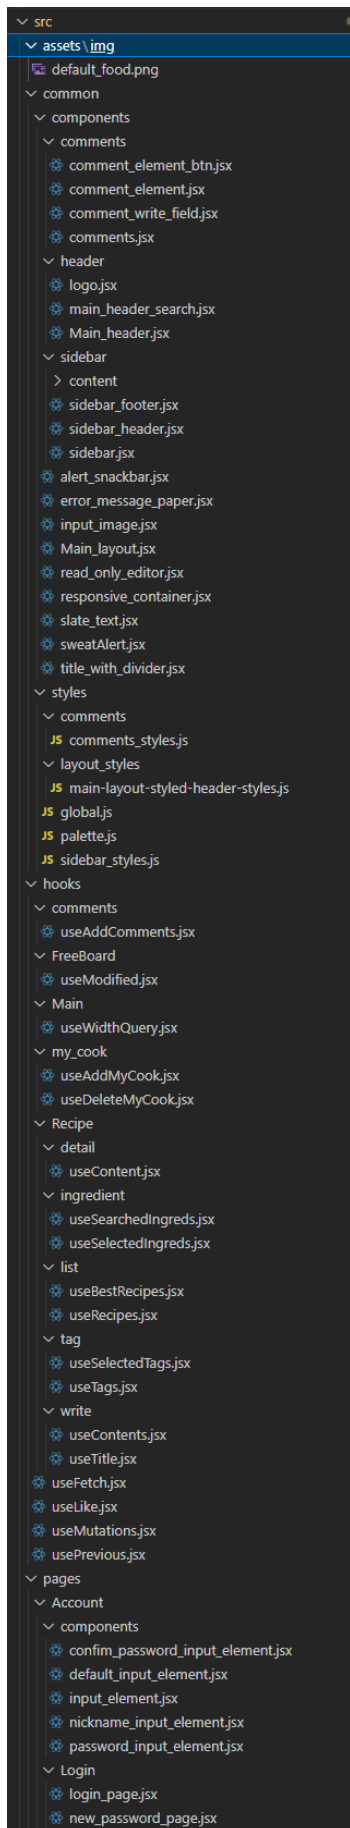 src
assets\img
default_food.png
common
components
comments
comment_element_btn.jsx
comment_element.jsx
comment_write_field.jsx
comments.jsx
header
logo.jsx
main_header_search.jsx
Main_header.jsx
sidebar
content
sidebar_footer.jsx
sidebar_header.jsx
sidebar.jsx
alert_snackbar.jsx
error_message_paper.jsx
input_image.jsx
Main_layout.jsx
read_only_editor.jsx
responsive_container.jsx
slate_text.jsx
sweatAlert.jsx
title_with_divider.jsx
styles
comments
JS comments_styles.js
layout_styles
JS main-layout-styled-header-styles.js
JS global.js
JS palette.js
JS sidebar_styles.js
hooks
comments
useAddComments.jsx
FreeBoard
useModified.jsx
Main
useWidthQuery.jsx
my_cook
useAddMyCook.jsx
useDeleteMyCook.jsx
Recipe
detail
useContent.jsx
ingredient
useSearchedIngreds.jsx
useSelectedIngreds.jsx
list
useBestRecipes.jsx
useRecipes.jsx
tag
useSelectedTags.jsx
useTags.jsx
write
useContents.jsx
useTitle.jsx
useFetch.jsx
useLike.jsx
useMutations.jsx
usePrevious.jsx
pages
Account
components
confim_password_input_element.jsx
default_input_element.jsx
input_element.jsx
nickname_input_element.jsx
password_input_element.jsx
Login
login_page.jsx
new_password_page.jsx